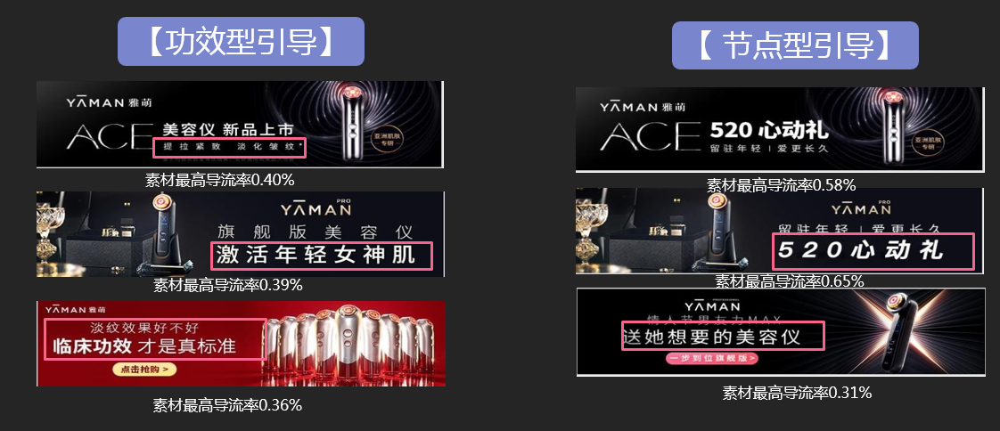 【功效型引导】
YAMAN 雅萌
ACE
美容仪 新品上市
提拉紧致 淡化皱纹*
亚洲肌肤
专研
素材最高导流率0.40%
PRO
YAMAN
旗舰版美容仪
激活年轻女神肌
素材最高导流率0.39%
YAMAN 雅萌
淡纹效果好不好
临床功效 才是真标准
点击抢购 >
素材最高导流率0.36%
【 节点型引导】
YAMAN 雅萌
ACE
520 心动礼
留驻年轻 | 爱更长久
亚洲肌肤
专研
素材最高导流率0.58%
PRO
YAMAN
留驻年轻 | 爱更长久
520心动礼
素材最高导流率0.65%
PROFESSIONAL
YAMAN
情人节男友力MAX
送她想要的美容仪
一步到位旗舰版>
素材最高导流率0.31%